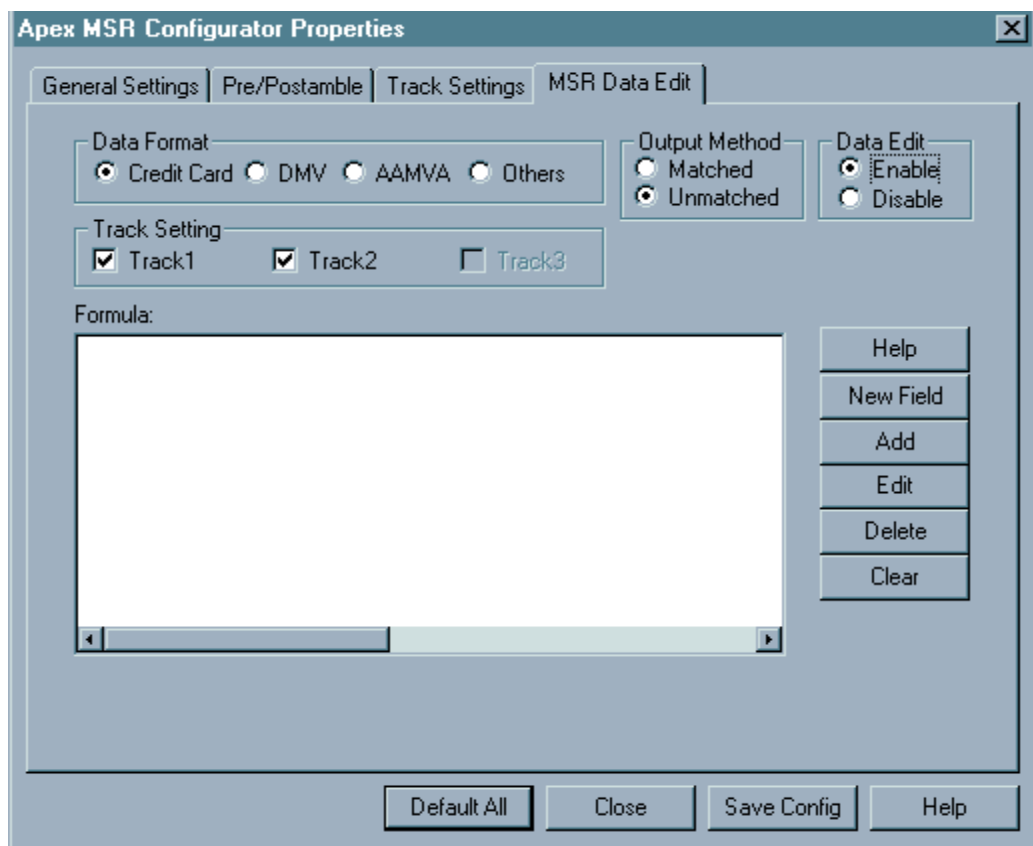 Apex MSR Configurator Properties
General Settings Pre/Postamble Track Settings MSR Data Edit
Data Format
Credit Card DMV AAMVA Others
Output Method
Matched
Unmatched
Data Edit
Enable
Disable
Track Setting
Track1 Track2 Track3
Formula:
Help
New Field
Add
Edit
Delete
Clear
Default All Close Save Config Help